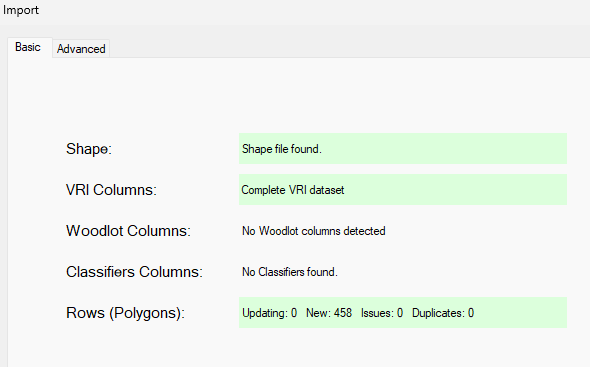 Import
Basic Advanced
Shape: Shape file found.
VRI Columns: Complete VRI dataset
Woodlot Columns: No Woodlot columns detected
Classifiers Columns: No Classifiers found.
Rows (Polygons): Updating: 0 New: 458 Issues: 0 Duplicates: 0